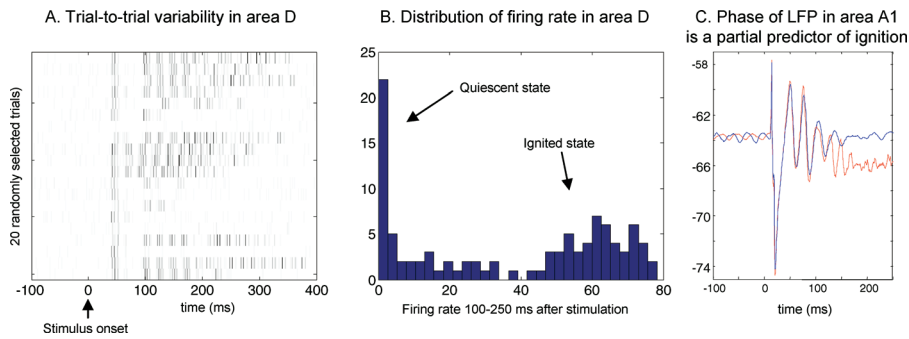 A. Trial-to-trial variability in area D
20 randomly selected trials)
-100 0 100 200 300 400
time (ms)
Stimulus onset
B. Distribution of firing rate in area D
25
20
15
10
5
0
Quiescent state
Ignited state
0 20 40 60 80
Firing rate 100-250 ms after stimulation
C. Phase of LFP in area A1
is a partial predictor of ignition
-58
-62
-66
-70
-74
-100 0 100 200
time (ms)